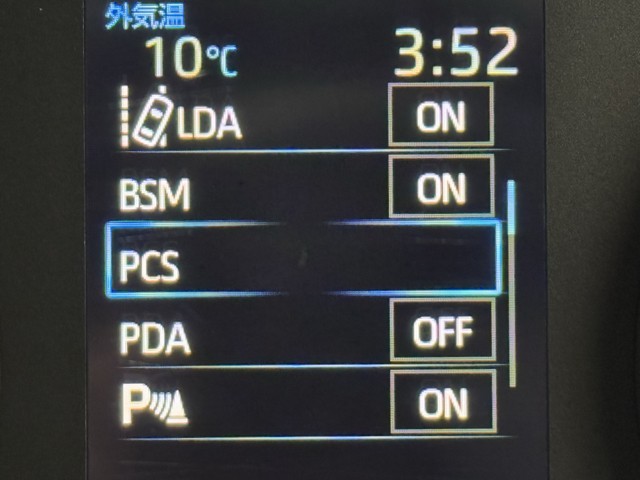 外気温
10℃ 3:52
LDA ON
BSM ON
PCS
PDA OFF
P ON